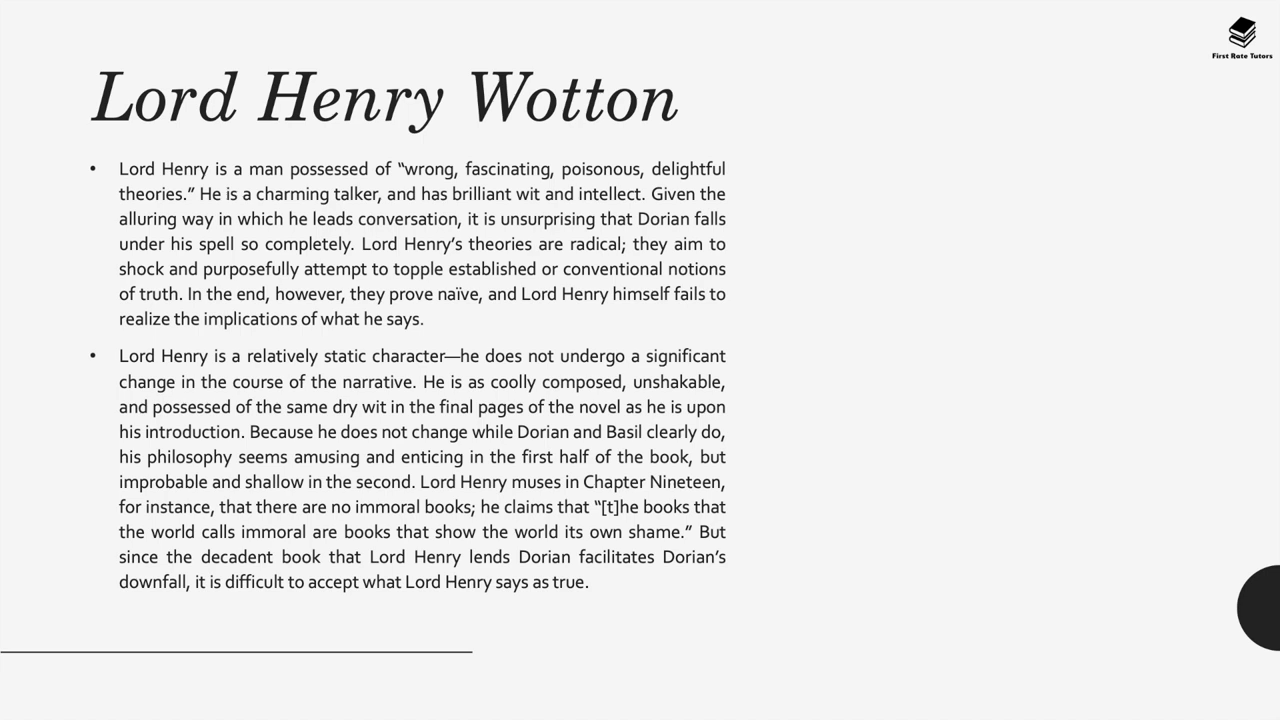 First Rate Tutors
Lord Henry Wotton
• Lord Henry is a man possessed of “wrong, fascinating, poisonous, delightful
theories.” He is a charming talker, and has brilliant wit and intellect. Given the
alluring way in which he leads conversation, it is unsurprising that Dorian falls
under his spell so completely. Lord Henry’s theories are radical; they aim to
shock and purposefully attempt to topple established or conventional notions
of truth. In the end, however, they prove naïve, and Lord Henry himself fails to
realize the implications of what he says.
• Lord Henry is a relatively static character—he does not undergo a significant
change in the course of the narrative. He is as coolly composed, unshakable,
and possessed of the same dry wit in the final pages of the novel as he is upon
his introduction. Because he does not change while Dorian and Basil clearly do,
his philosophy seems amusing and enticing in the first half of the book, but
improbable and shallow in the second. Lord Henry muses in Chapter Nineteen,
for instance, that there are no immoral books; he claims that “[t]he books that
the world calls immoral are books that show the world its own shame.” But
since the decadent book that Lord Henry lends Dorian facilitates Dorian’s
downfall, it is difficult to accept what Lord Henry says as true.